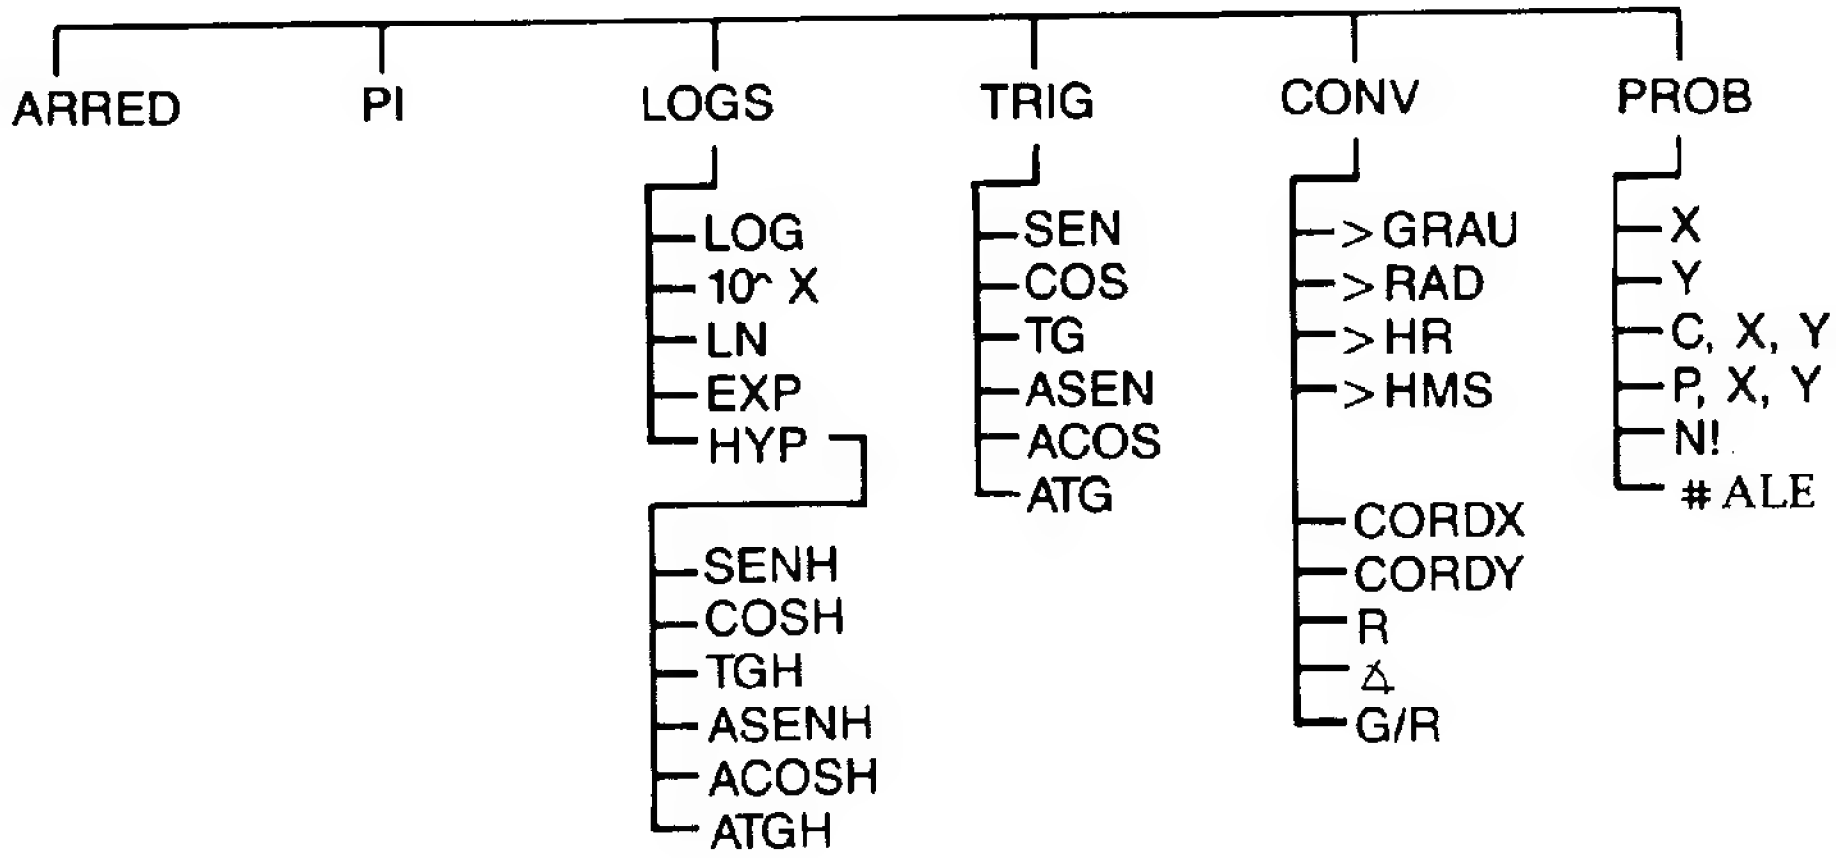 ARRED
PI
LOGS
TRIG
CONV
PROB
LOG
10^ X
LN
EXP
HYP
SENH
COSH
TGH
ASENH
ACOSH
ATGH
SEN
COS
TG
ASEN
ACOS
ATG
>GRAU
>RAD
>HR
>HMS
CORDX
CORDY
R
∡
G/R
X
Y
C, X, Y
P, X, Y
N!
# ALE